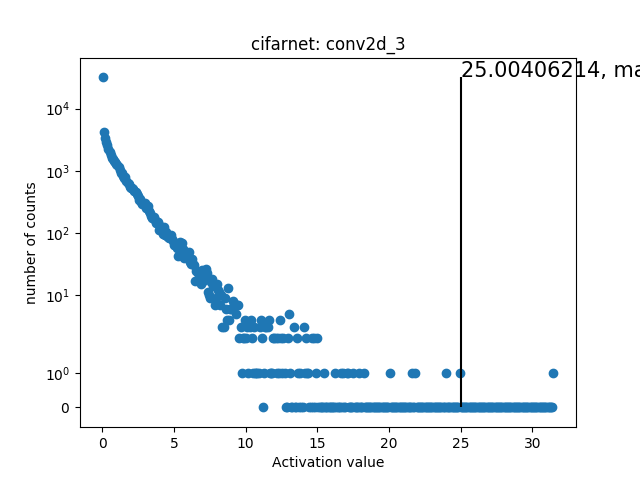 cifarnet: conv2d_3
25.00406214, ma
10^4
10^3
10^2
10^1
10^0
0
number of counts
0 5 10 15 20 25 30
Activation value